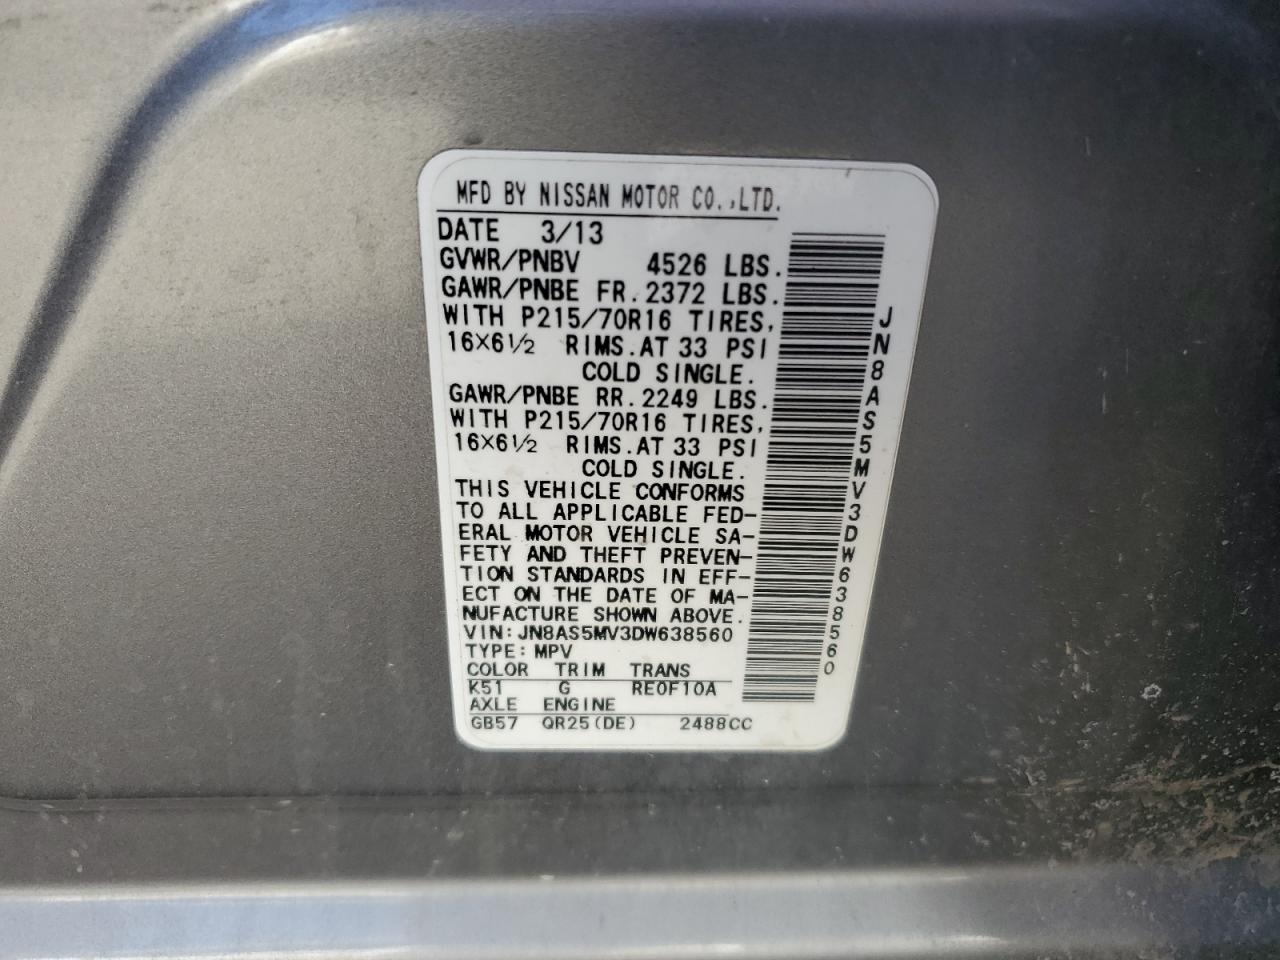 MFD BY NISSAN MOTOR CO.,LTD.
DATE 3/13
GVWR/PNBV 4526 LBS.
GAWR/PNBE FR.2372 LBS.
WITH P215/70R16 TIRES,
16×6½ RIMS.AT 33 PSI
COLD SINGLE.
GAWR/PNBE RR.2249 LBS.
WITH P215/70R16 TIRES,
16×6½ RIMS.AT 33 PSI
COLD SINGLE.
THIS VEHICLE CONFORMS
TO ALL APPLICABLE FED-
ERAL MOTOR VEHICLE SA-
FETY AND THEFT PREVEN-
TION STANDARDS IN EFF-
ECT ON THE DATE OF MA-
NUFACTURE SHOWN ABOVE.
VIN:JN8AS5MV3DW638560
TYPE:MPV
COLOR TRIM TRANS
K51 G RE0F10A
AXLE ENGINE
GB57 QR25(DE) 2488CC
JN8AS5MV3DW638560